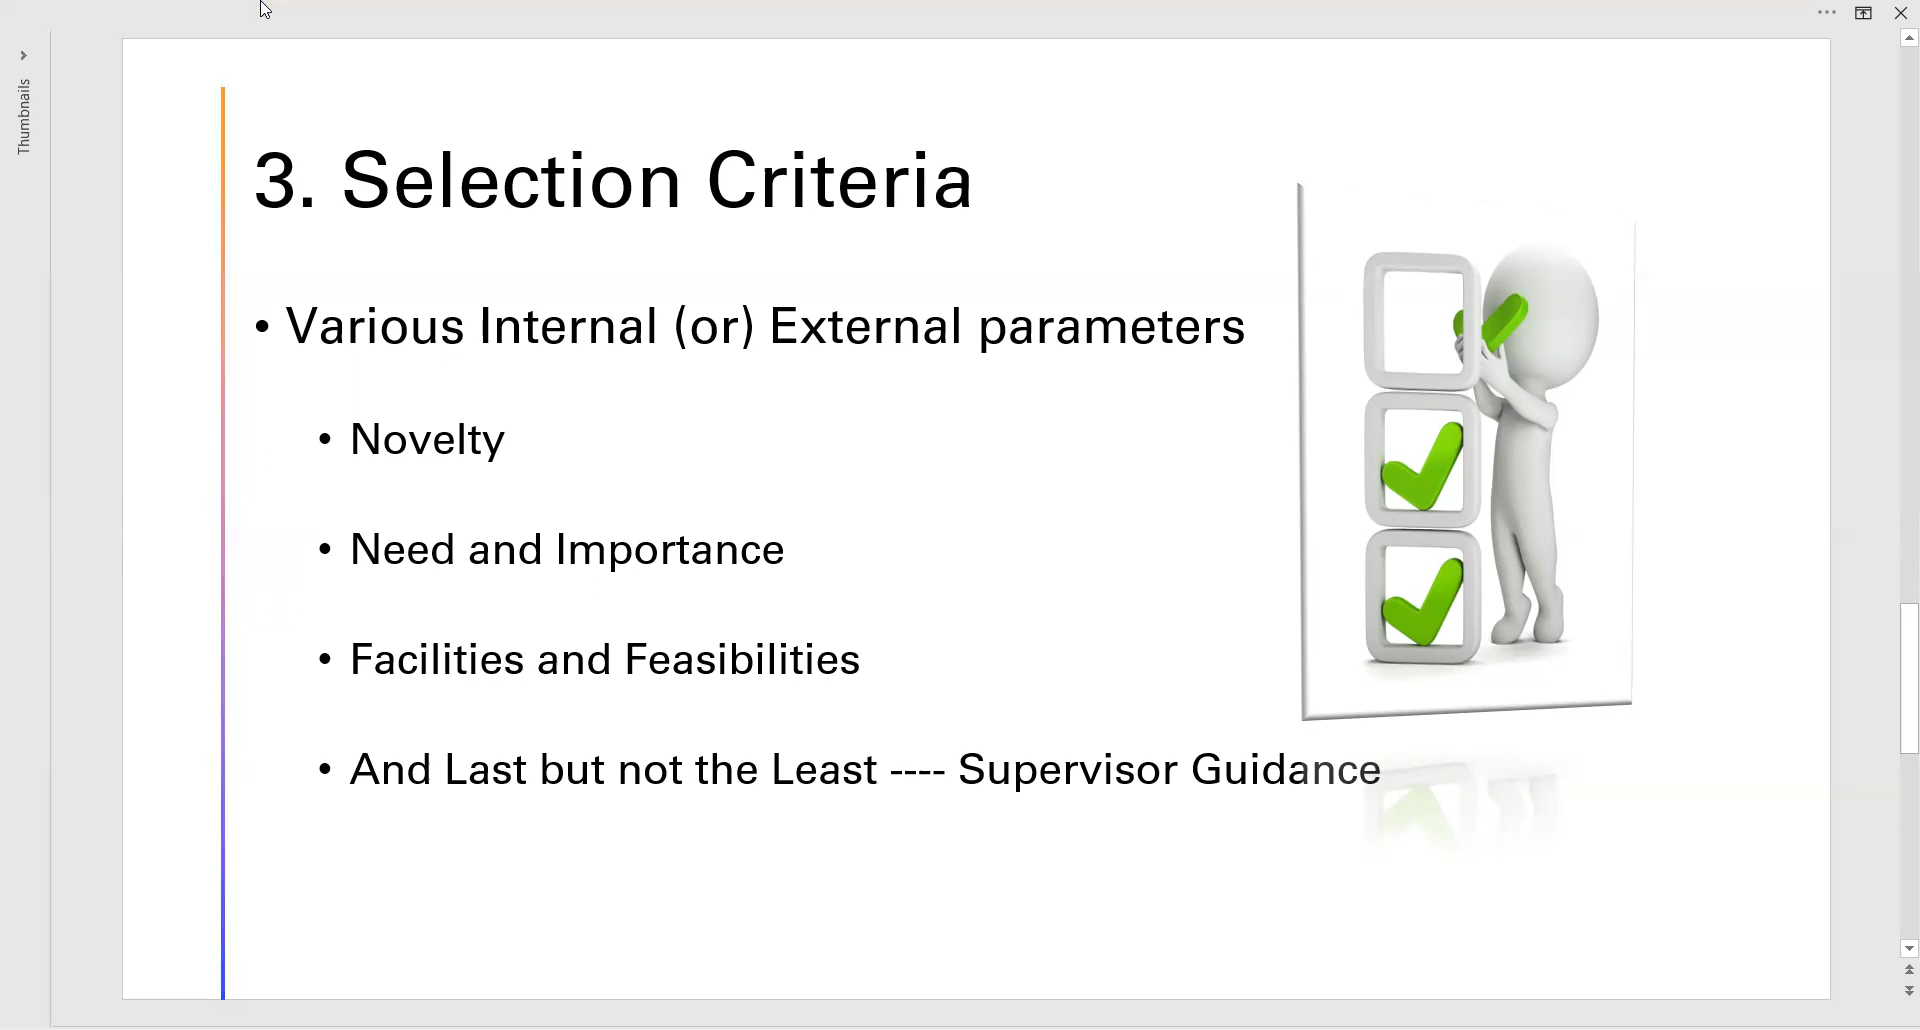 Thumbnails
3. Selection Criteria
• Various Internal (or) External parameters
• Novelty
• Need and Importance
• Facilities and Feasibilities
• And Last but not the Least ---- Supervisor Guidance